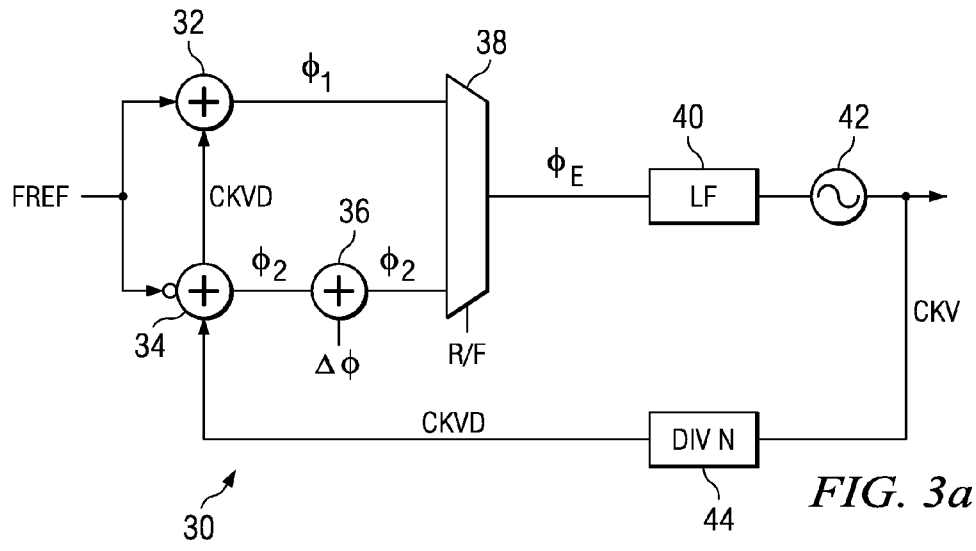 32
ϕ1
38
40
42
FREF
CKVD
ϕE
LF
36
+
+
ϕ2
ϕ2
+
34
Δϕ
R/F
CKV
CKVD
DIV N
30
44
FIG. 3a